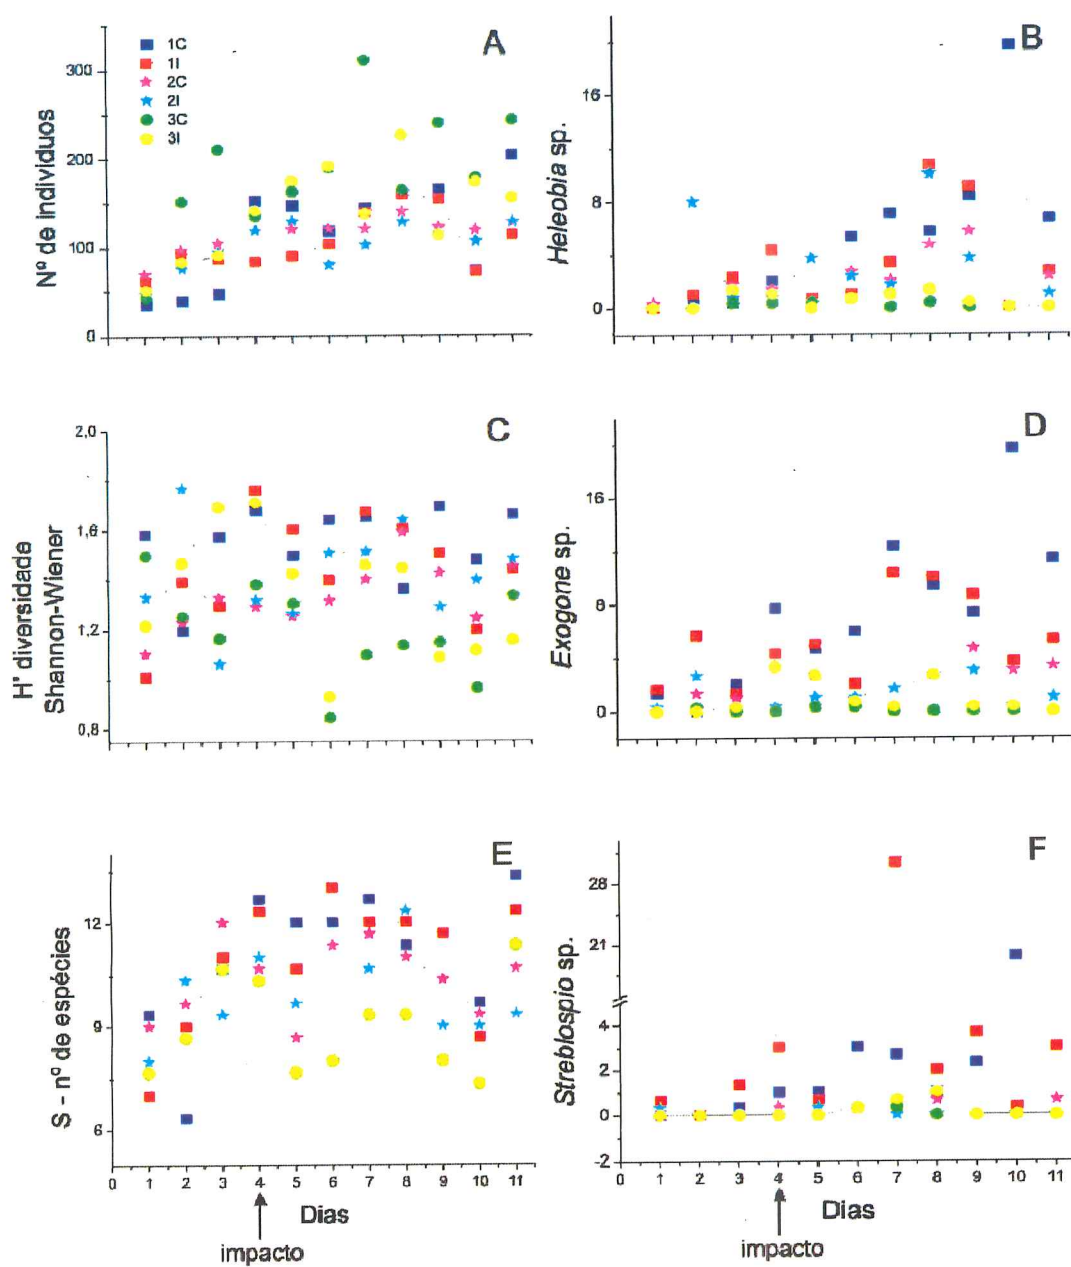 A
1C
1I
2C
2I
3C
3I
300
200
100
0
Nº de individuos
B
16
8
0
Heleobia sp.
C
2,0
1,6
1,2
0,8
H' diversidade
Shannon-Wiener
D
16
8
0
Exogone sp.
E
12
9
6
S - nº de espécies
0 1 2 3 4 5 6 7 8 9 10 11
Dias
impacto
F
28
21
4
2
0
-2
Streblospio sp.
0 1 2 3 4 5 6 7 8 9 10 11
Dias
impacto